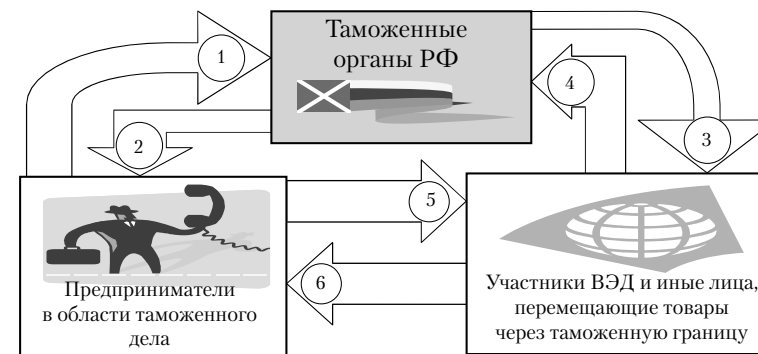 Таможенные
органы РФ
1
2
3
4
5
6
Предприниматели
в области таможенного
дела
Участники ВЭД и иные лица,
перемещающие товары
через таможенную границу